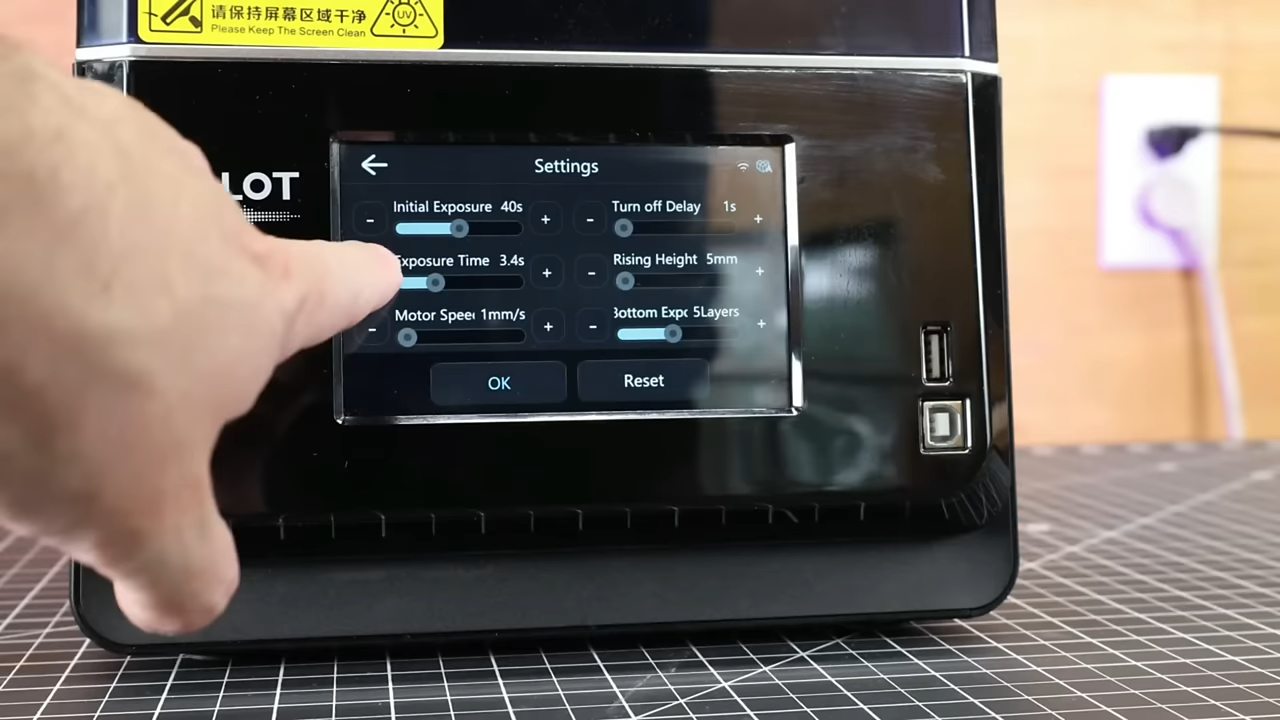 请保持屏幕区域干净
Please Keep The Screen Clean
UV
LOT
Settings
Initial Exposure 40s
Turn off Delay 1s
Exposure Time 3.4s
Rising Height 5mm
Motor Speed 1mm/s
Bottom Expo 5Layers
OK
Reset